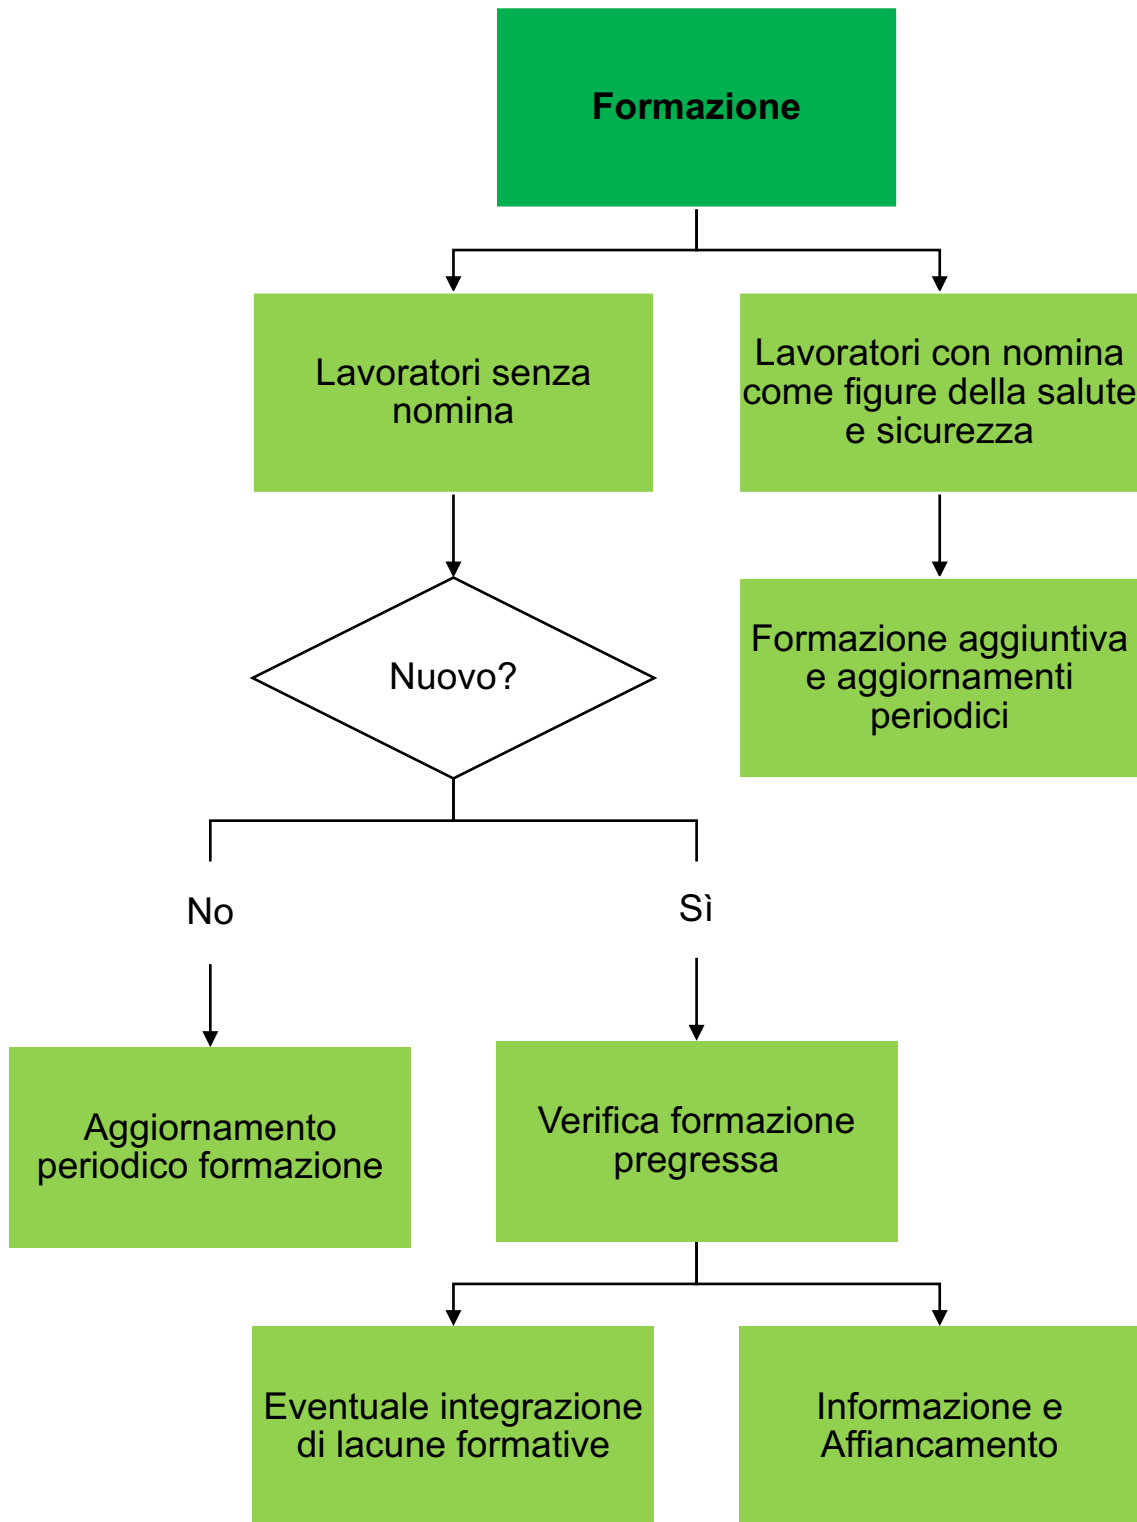 Formazione
Lavoratori senza
nomina
Lavoratori con nomina
come figure della salute
e sicurezza
Nuovo?
Formazione aggiuntiva
e aggiornamenti
periodici
No
Sì
Aggiornamento
periodico formazione
Verifica formazione
pregressa
Eventuale integrazione
di lacune formative
Informazione e
Affiancamento